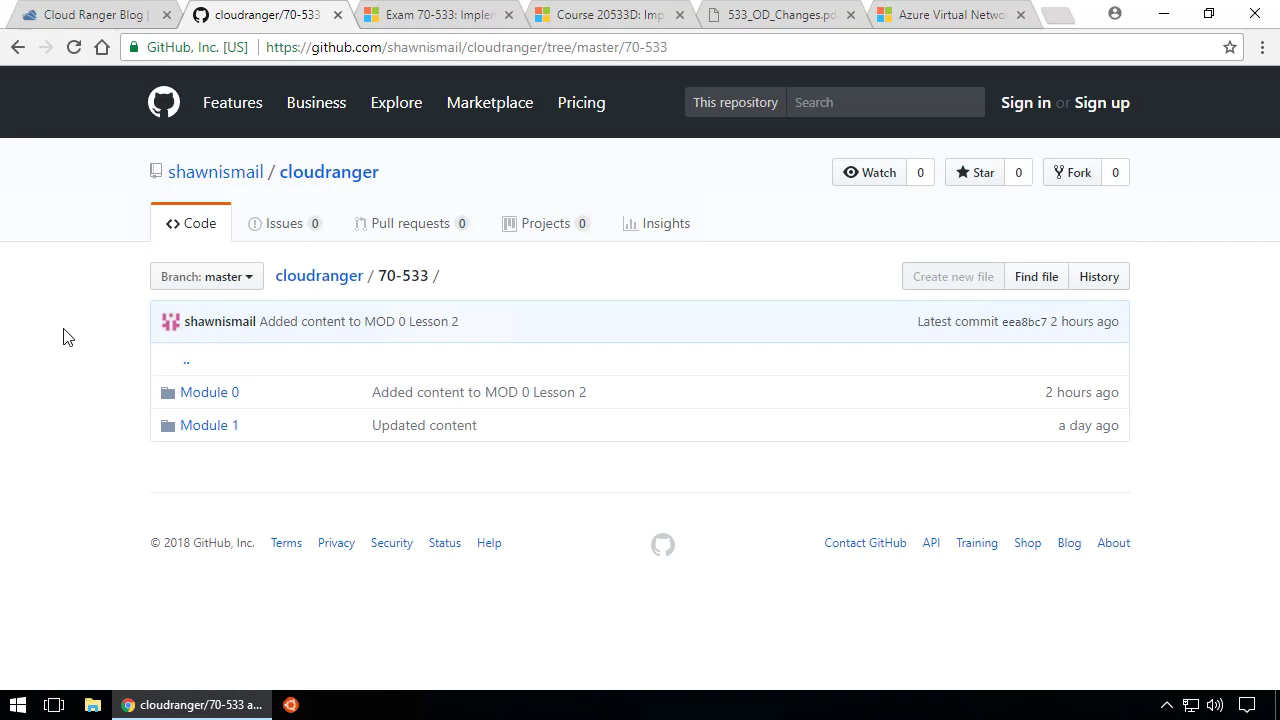 Cloud Ranger Blog |
cloudranger/70-533
Exam 70-533: Implem
Course 20533D: Imp
533_OD_Changes.pd
Azure Virtual Netwo
GitHub, Inc. [US]
https://github.com/shawnismail/cloudranger/tree/master/70-533
Features
Business
Explore
Marketplace
Pricing
This repository
Search
Sign in or Sign up
shawnismail / cloudranger
Watch 0
Star 0
Fork 0
Code
Issues 0
Pull requests 0
Projects 0
Insights
Branch: master
cloudranger / 70-533 /
Create new file
Find file
History
shawnismail Added content to MOD 0 Lesson 2
Latest commit eea8bc7 2 hours ago
..
Module 0
Added content to MOD 0 Lesson 2
2 hours ago
Module 1
Updated content
a day ago
© 2018 GitHub, Inc.
Terms
Privacy
Security
Status
Help
Contact GitHub
API
Training
Shop
Blog
About
cloudranger/70-533 a...